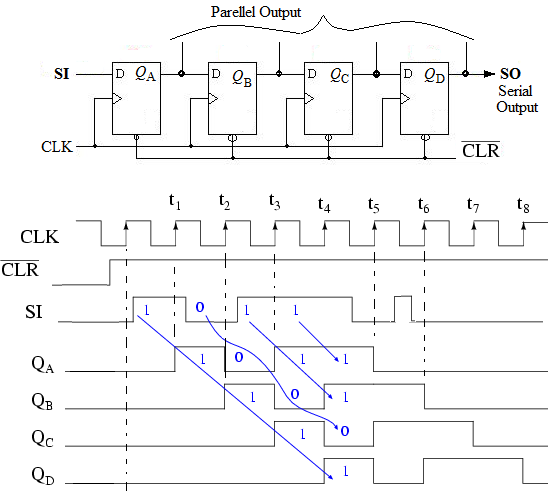 Parellel Output
SI D Q_A D Q_B D Q_C D Q_D SO
Serial
Output
CLK
C̅L̅R̅
t₁ t₂ t₃ t₄ t₅ t₆ t₇ t₈
CLK
C̅L̅R̅
SI 1 0 1 1
Q_A 1 0 1
Q_B 1 0 1
Q_C 1 0
Q_D 1